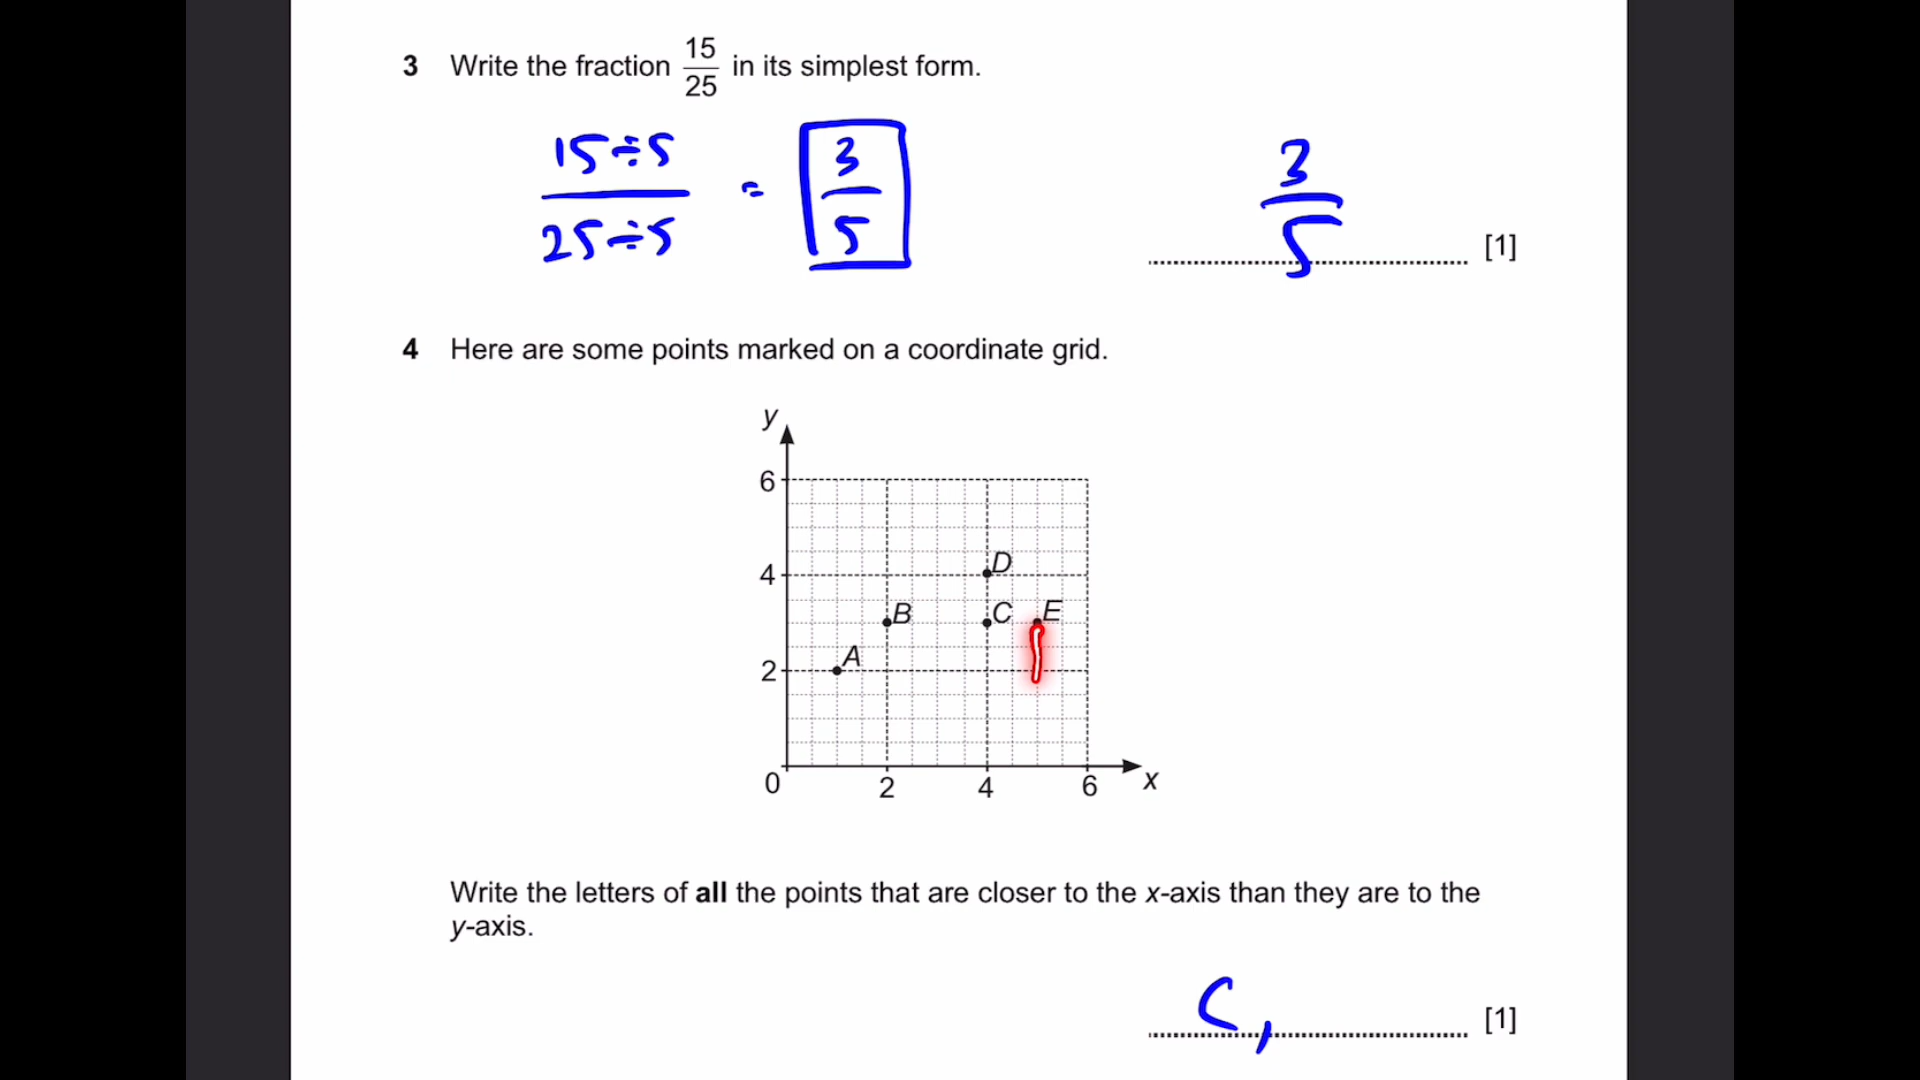 3 Write the fraction 15/25 in its simplest form.
15÷5 / 25÷5 = 3/5
3/5 [1]
4 Here are some points marked on a coordinate grid.
y
6
D
4
B C E
A
2
0 2 4 6 x
Write the letters of all the points that are closer to the x-axis than they are to the
y-axis.
C, [1]